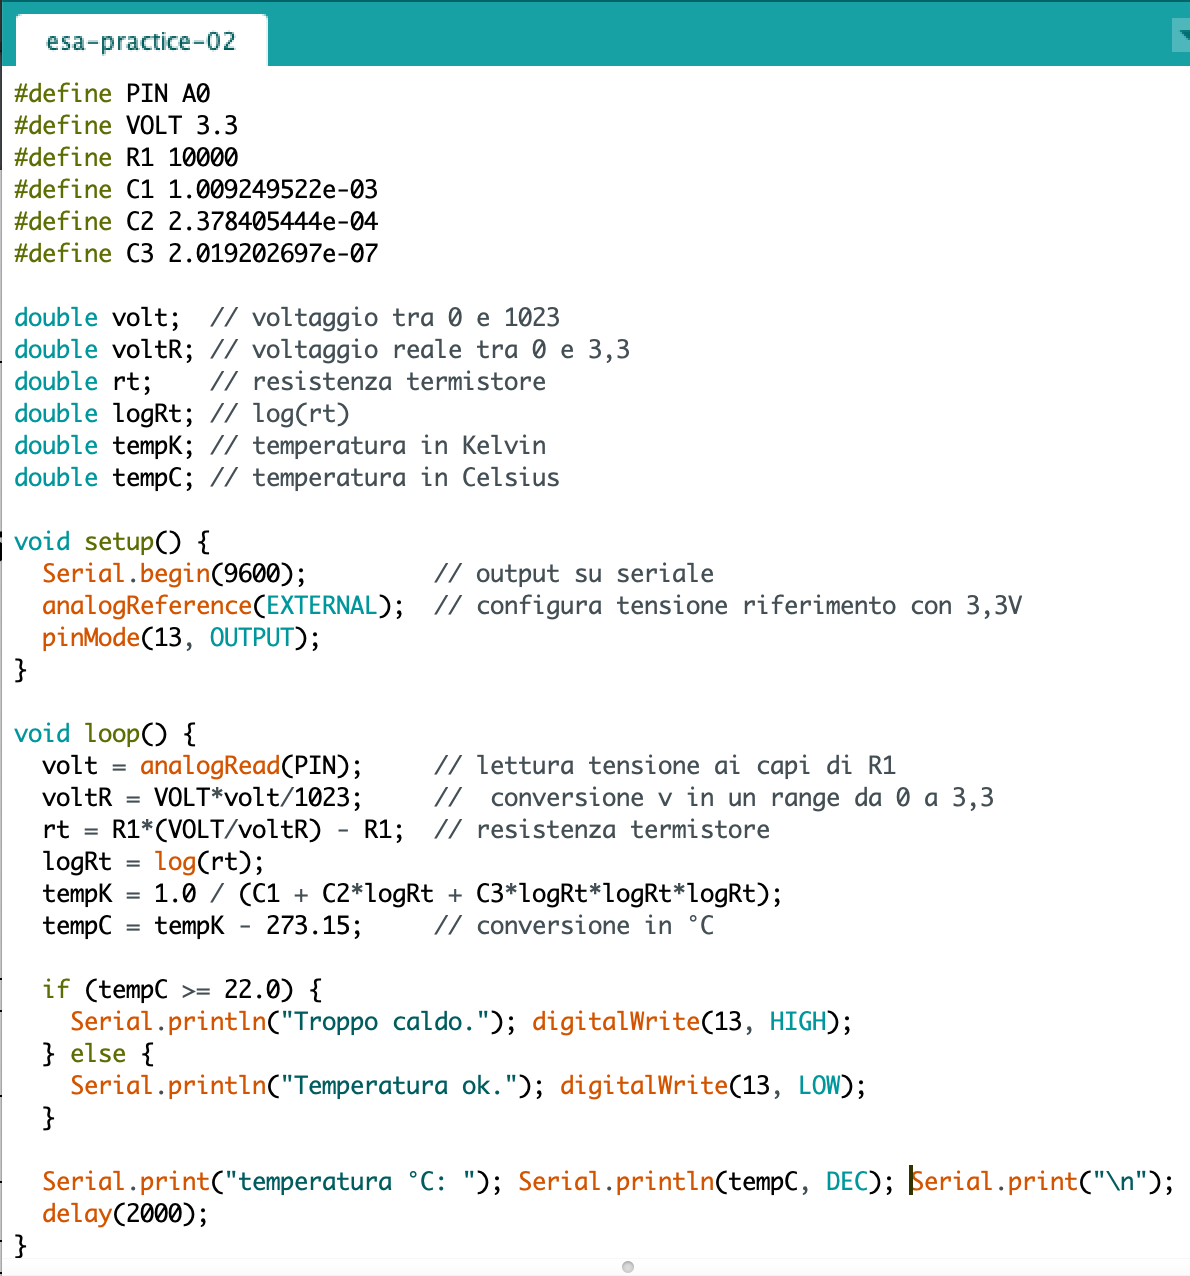 esa-practice-02
#define PIN A0
#define VOLT 3.3
#define R1 10000
#define C1 1.009249522e-03
#define C2 2.378405444e-04
#define C3 2.019202697e-07

double volt;  // voltaggio tra 0 e 1023
double voltR; // voltaggio reale tra 0 e 3,3
double rt;    // resistenza termistore
double logRt; // log(rt)
double tempK; // temperatura in Kelvin
double tempC; // temperatura in Celsius

void setup() {
  Serial.begin(9600);         // output su seriale
  analogReference(EXTERNAL);  // configura tensione riferimento con 3,3V
  pinMode(13, OUTPUT);
}

void loop() {
  volt = analogRead(PIN);     // lettura tensione ai capi di R1
  voltR = VOLT*volt/1023;     //  conversione v in un range da 0 a 3,3
  rt = R1*(VOLT/voltR) - R1;  // resistenza termistore
  logRt = log(rt);
  tempK = 1.0 / (C1 + C2*logRt + C3*logRt*logRt*logRt);
  tempC = tempK - 273.15;     // conversione in °C

  if (tempC >= 22.0) {
    Serial.println("Troppo caldo."); digitalWrite(13, HIGH);
  } else {
    Serial.println("Temperatura ok."); digitalWrite(13, LOW);
  }

  Serial.print("temperatura °C: "); Serial.println(tempC, DEC); Serial.print("\n");
  delay(2000);
}